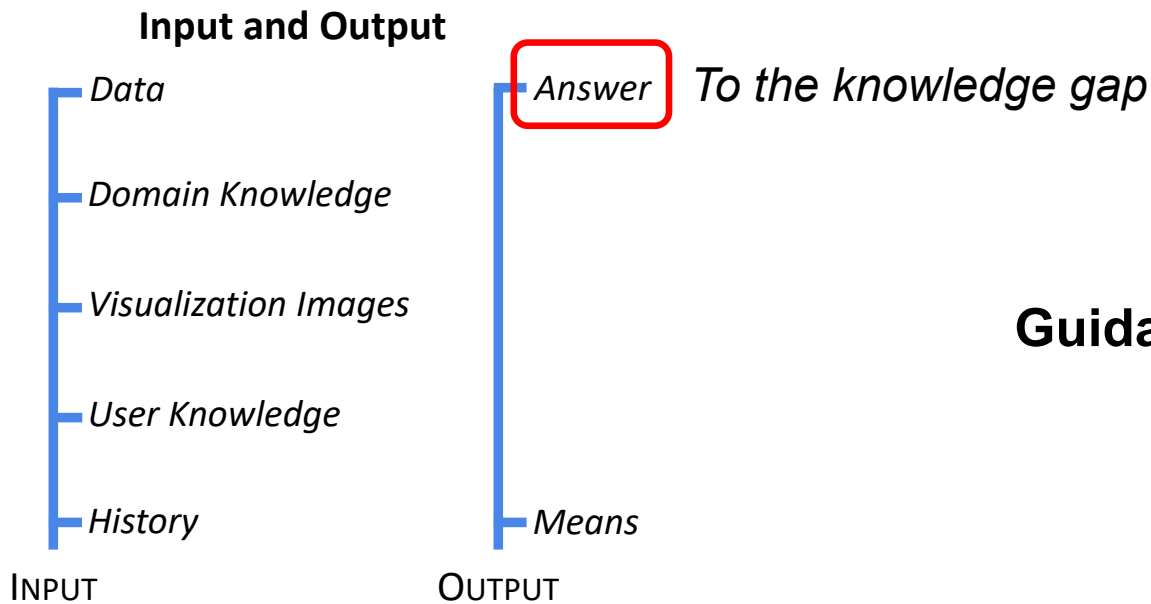 Input and Output
Data
Answer
To the knowledge gap
Domain Knowledge
Visualization Images
Guida
User Knowledge
History
Means
INPUT
OUTPUT